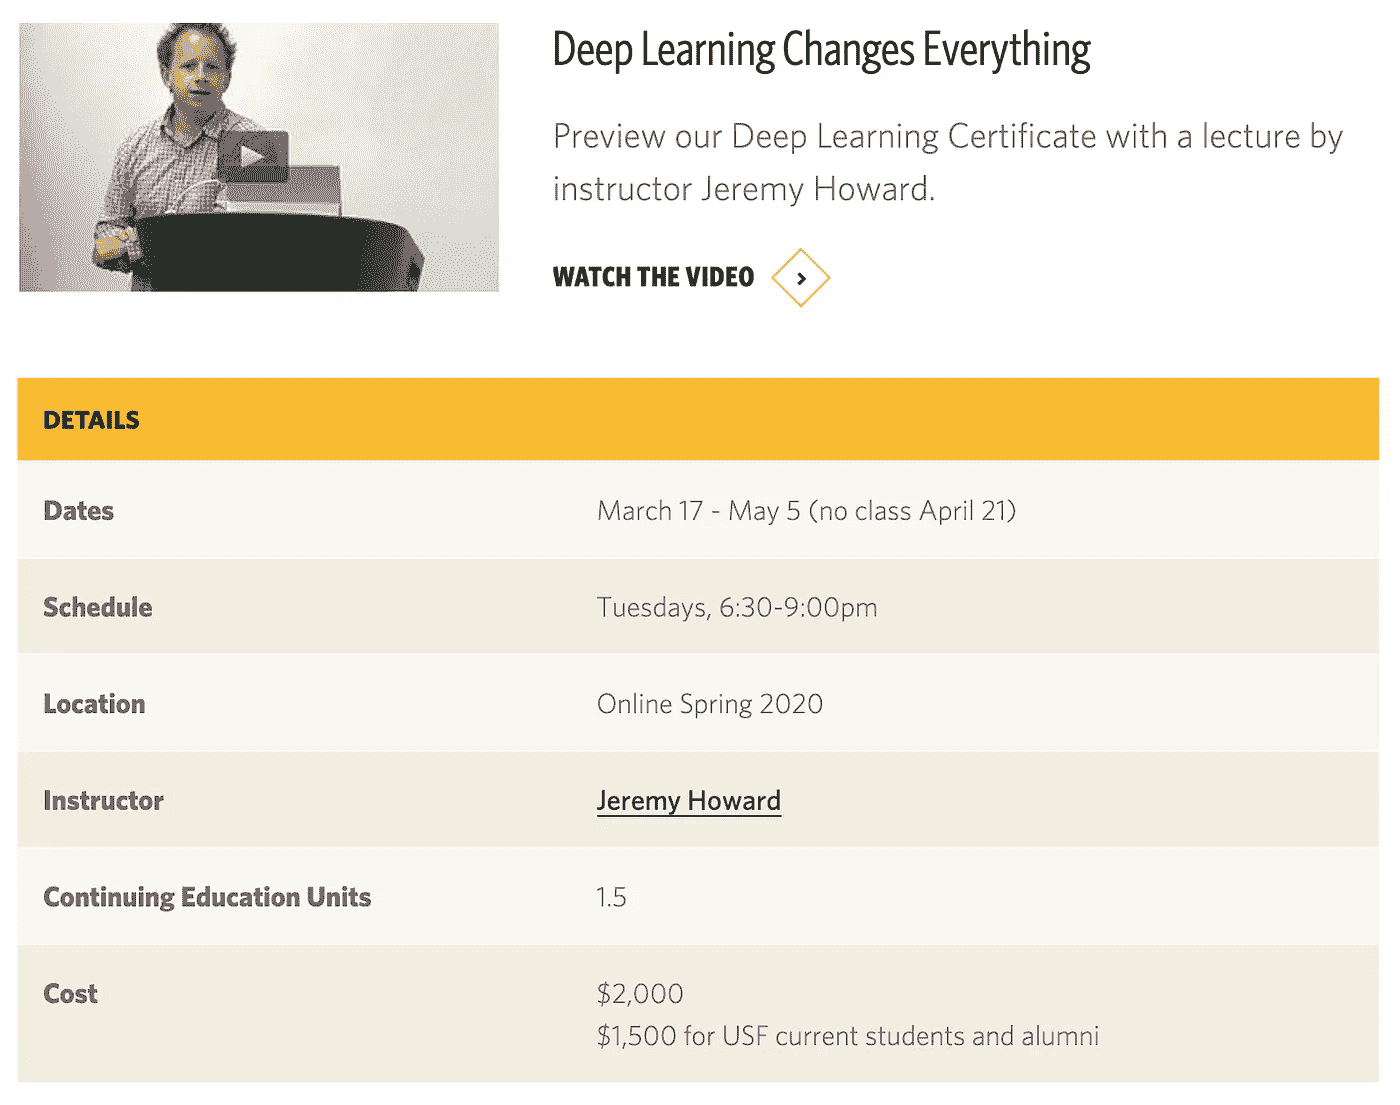 Deep Learning Changes Everything
Preview our Deep Learning Certificate with a lecture by
instructor Jeremy Howard.
WATCH THE VIDEO
DETAILS
Dates March 17 - May 5 (no class April 21)
Schedule Tuesdays, 6:30-9:00pm
Location Online Spring 2020
Instructor Jeremy Howard
Continuing Education Units 1.5
Cost $2,000
$1,500 for USF current students and alumni